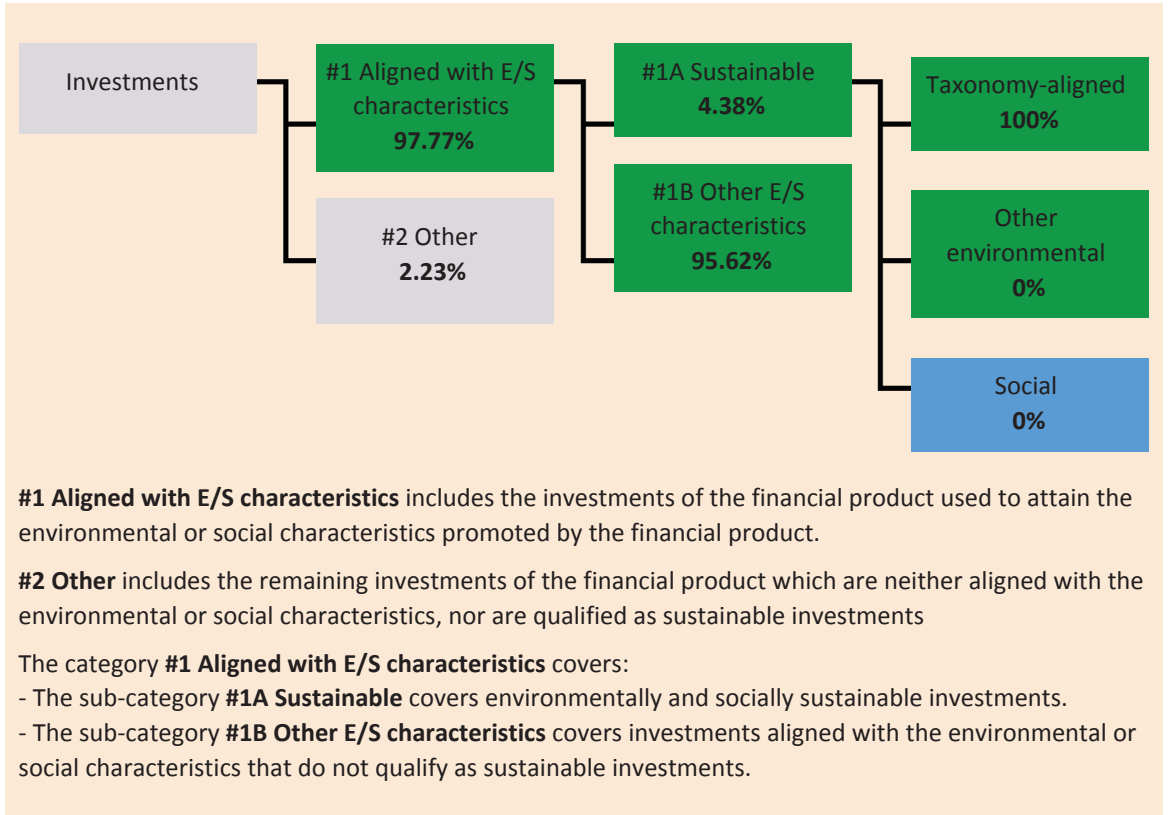 Investments
#1 Aligned with E/S
characteristics
97.77%
#2 Other
2.23%
#1A Sustainable
4.38%
#1B Other E/S
characteristics
95.62%
Taxonomy-aligned
100%
Other
environmental
0%
Social
0%
#1 Aligned with E/S characteristics includes the investments of the financial product used to attain the
environmental or social characteristics promoted by the financial product.
#2 Other includes the remaining investments of the financial product which are neither aligned with the
environmental or social characteristics, nor are qualified as sustainable investments
The category #1 Aligned with E/S characteristics covers:
- The sub-category #1A Sustainable covers environmentally and socially sustainable investments.
- The sub-category #1B Other E/S characteristics covers investments aligned with the environmental or
social characteristics that do not qualify as sustainable investments.